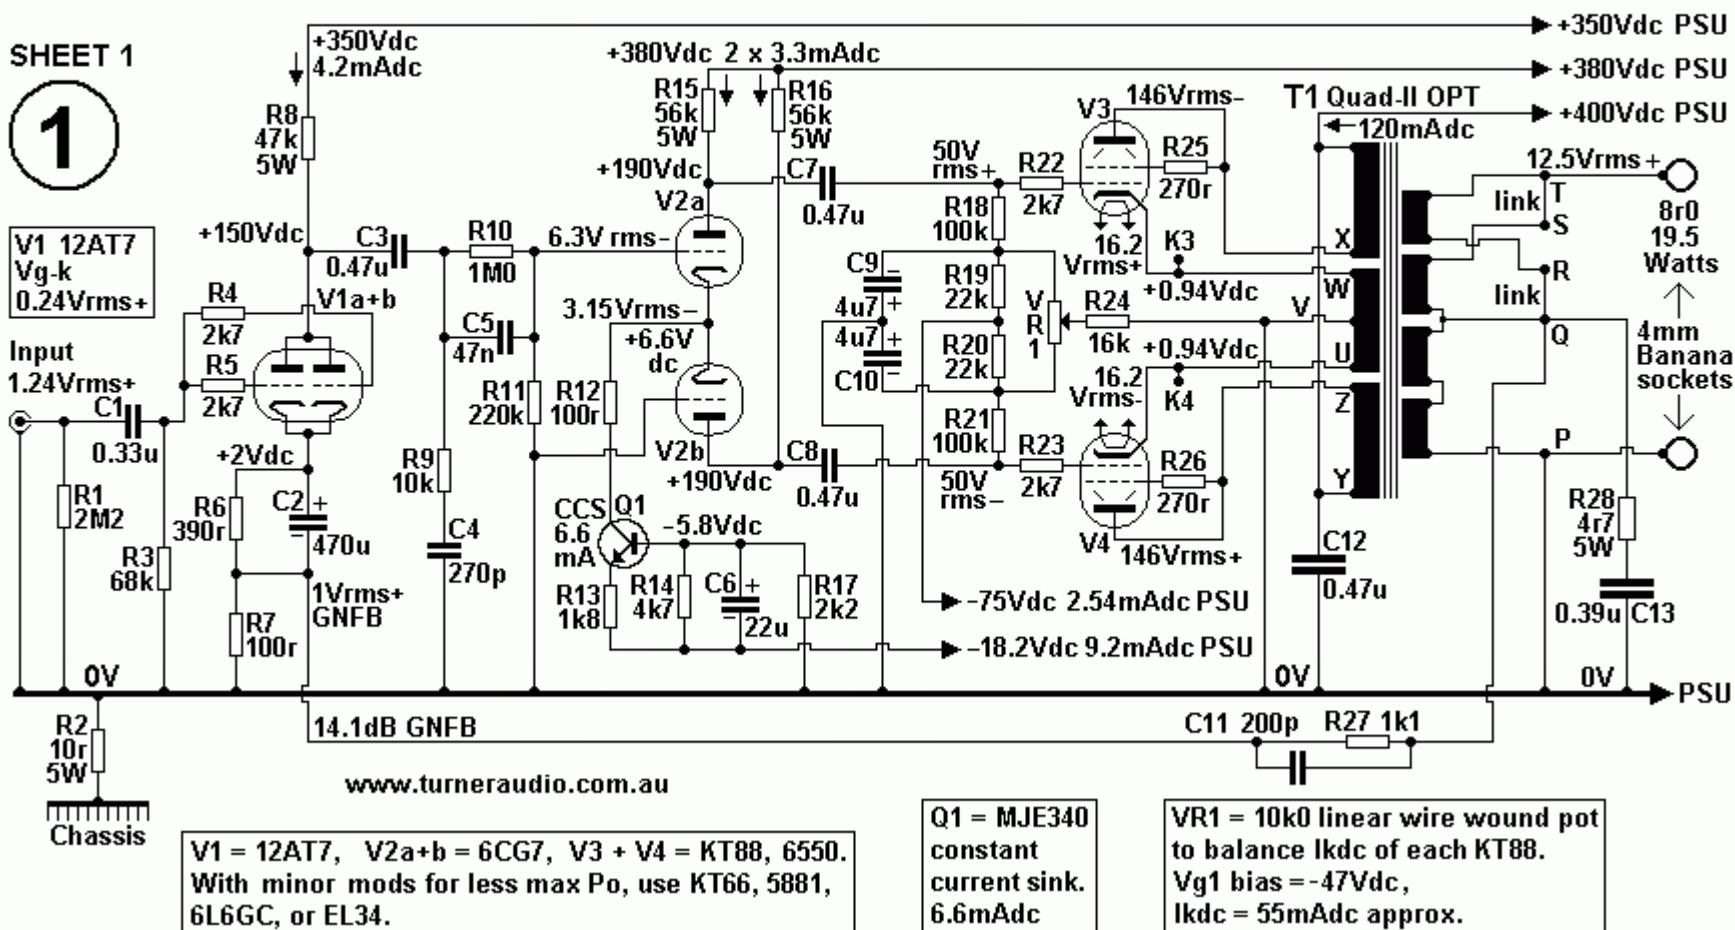 SHEET 1
1
+350Vdc
4.2mAdc
+380Vdc 2 x 3.3mAdc
+350Vdc PSU
+380Vdc PSU
+400Vdc PSU
R8
47k
5W
R15
56k
5W
R16
56k
5W
146Vrms-
V3
T1 Quad-II OPT
120mAdc
12.5Vrms+
+190Vdc
C7
0.47u
50V
rms+
R22
2k7
R25
270r
link
T
S
8r0
19.5
Watts
V1 12AT7
Vg-k
0.24Vrms+
+150Vdc
C3
0.47u
R10
1M0
6.3V rms-
V2a
R18
100k
16.2
Vrms+
K3
+0.94Vdc
X
W
R
link
R4
2k7
V1a+b
C5
47n
3.15Vrms-
+6.6V
dc
C9
4u7
−
+
R19
22k
V
R
1
R24
16k
V
Q
Input
1.24Vrms+
R5
2k7
4u7
+
C10
−
R20
22k
+0.94Vdc
U
4mm
Banana
sockets
C1
0.33u
R11
220k
R12
100r
V2b
R21
100k
16.2
Vrms-
K4
Z
+2Vdc
R9
10k
+190Vdc
C8
0.47u
50V
rms−
R23
2k7
R26
270r
Y
P
R1
2M2
R6
390r
C2
+
−
470u
CCS
6.6
mA
Q1
−5.8Vdc
V4
146Vrms+
R28
4r7
5W
R3
68k
C4
270p
C12
0.47u
R7
100r
1Vrms+
GNFB
R13
1k8
R14
4k7
C6
+
−
22u
R17
2k2
−75Vdc 2.54mAdc PSU
0.39u C13
−18.2Vdc 9.2mAdc PSU
0V
0V
0V
PSU
R2
10r
5W
14.1dB GNFB
C11 200p
R27 1k1
www.turneraudio.com.au
Chassis
V1 = 12AT7, V2a+b = 6CG7, V3 + V4 = KT88, 6550.
With minor mods for less max Po, use KT66, 5881,
6L6GC, or EL34.
Q1 = MJE340
constant
current sink.
6.6mAdc
VR1 = 10k0 linear wire wound pot
to balance Ikdc of each KT88.
Vg1 bias = -47Vdc,
Ikdc = 55mAdc approx.